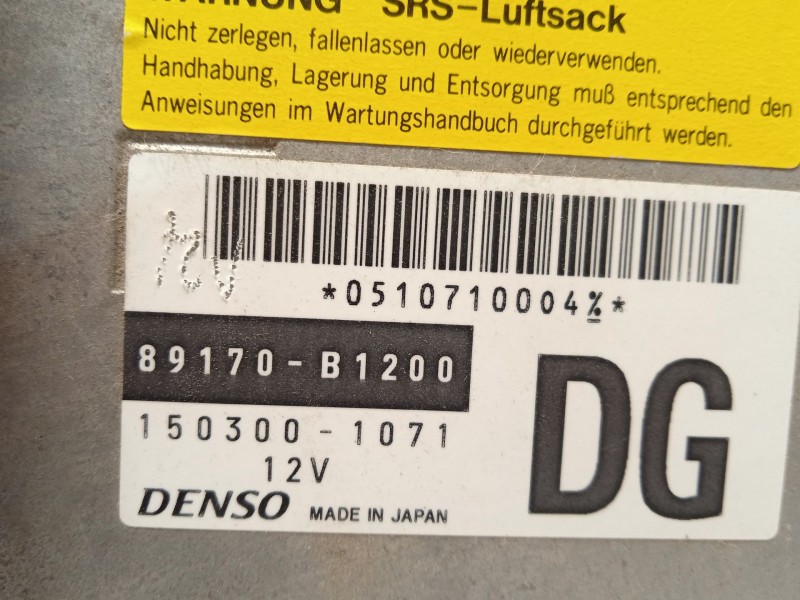 WARNUNG SRS-Luftsack
Nicht zerlegen, fallenlassen oder wiederverwenden.
Handhabung, Lagerung und Entsorgung muß entsprechend den
Anweisungen im Wartungshandbuch durchgeführt werden.
*0510710004%*
89170-B1200
150300-1071
12V
DENSO MADE IN JAPAN
DG